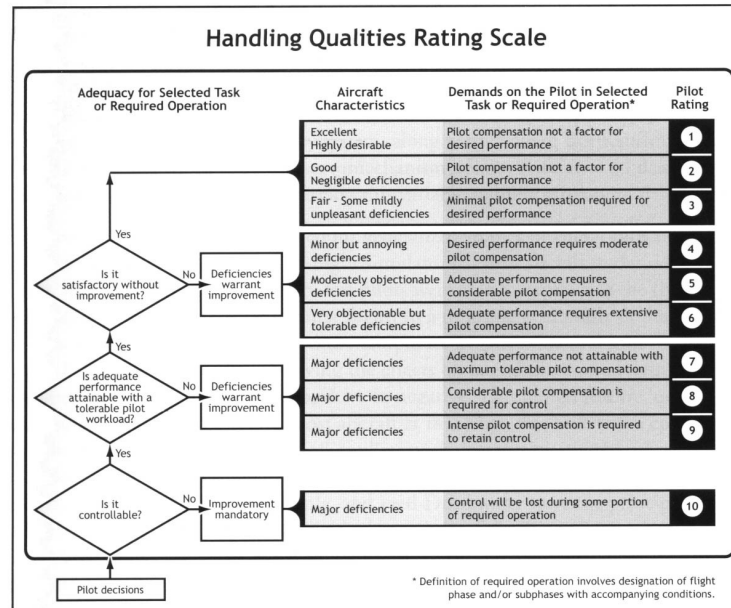 Handling Qualities Rating Scale
Adequacy for Selected Task
or Required Operation
Aircraft
Characteristics
Demands on the Pilot in Selected
Task or Required Operation*
Pilot
Rating
Excellent
Highly desirable
Pilot compensation not a factor for
desired performance
1
Good
Negligible deficiencies
Pilot compensation not a factor for
desired performance
2
Fair – Some mildly
unpleasant deficiencies
Minimal pilot compensation required for
desired performance
3
Yes
Is it
satisfactory without
improvement?
No
Deficiencies
warrant
improvement
Minor but annoying
deficiencies
Desired performance requires moderate
pilot compensation
4
Moderately objectionable
deficiencies
Adequate performance requires
considerable pilot compensation
5
Very objectionable but
tolerable deficiencies
Adequate performance requires extensive
pilot compensation
6
Yes
Is adequate
performance
attainable with a
tolerable pilot
workload?
No
Deficiencies
warrant
improvement
Major deficiencies
Adequate performance not attainable with
maximum tolerable pilot compensation
7
Major deficiencies
Considerable pilot compensation is
required for control
8
Major deficiencies
Intense pilot compensation is required
to retain control
9
Yes
Is it
controllable?
No
Improvement
mandatory
Major deficiencies
Control will be lost during some portion
of required operation
10
Pilot decisions
* Definition of required operation involves designation of flight
phase and/or subphases with accompanying conditions.